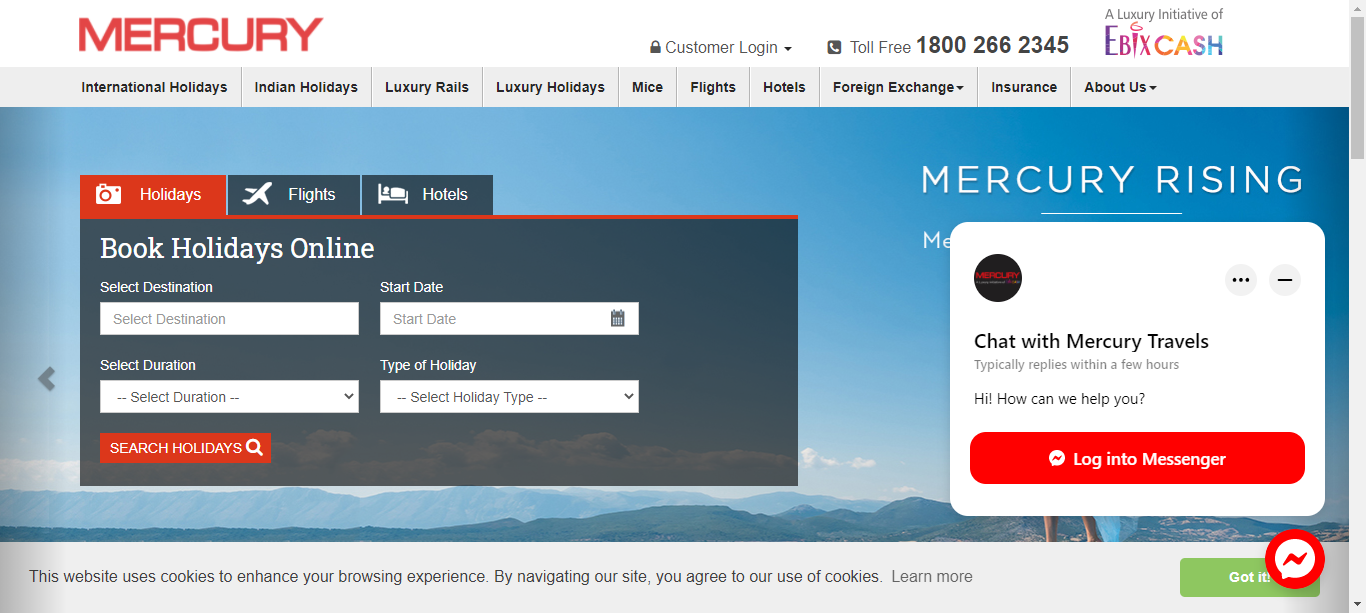 MERCURY
Customer Login
Toll Free 1800 266 2345
A Luxury Initiative of
EBIXCASH
International Holidays
Indian Holidays
Luxury Rails
Luxury Holidays
Mice
Flights
Hotels
Foreign Exchange
Insurance
About Us
Holidays
Flights
Hotels
Book Holidays Online
Select Destination
Start Date
Select Destination
Start Date
Select Duration
Type of Holiday
-- Select Duration --
-- Select Holiday Type --
SEARCH HOLIDAYS
MERCURY RISING
Me
MERCURY
Chat with Mercury Travels
Typically replies within a few hours
Hi! How can we help you?
Log into Messenger
This website uses cookies to enhance your browsing experience. By navigating our site, you agree to our use of cookies. Learn more
Got it!